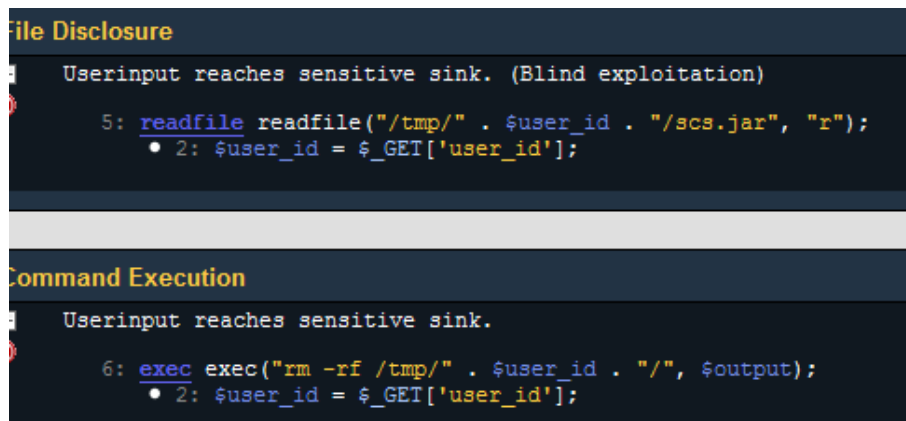 File Disclosure
Userinput reaches sensitive sink. (Blind exploitation)
5: readfile readfile("/tmp/" . $user_id . "/scs.jar", "r");
• 2: $user_id = $_GET['user_id'];
Command Execution
Userinput reaches sensitive sink.
6: exec exec("rm -rf /tmp/" . $user_id . "/", $output);
• 2: $user_id = $_GET['user_id'];